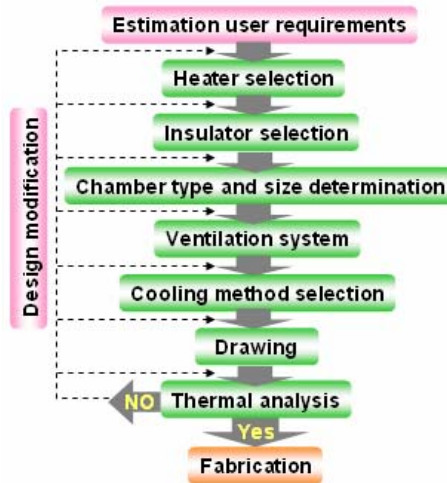 Estimation user requirements
Heater selection
Insulator selection
Chamber type and size determination
Ventilation system
Cooling method selection
Drawing
Thermal analysis
NO
Yes
Fabrication
Design modification